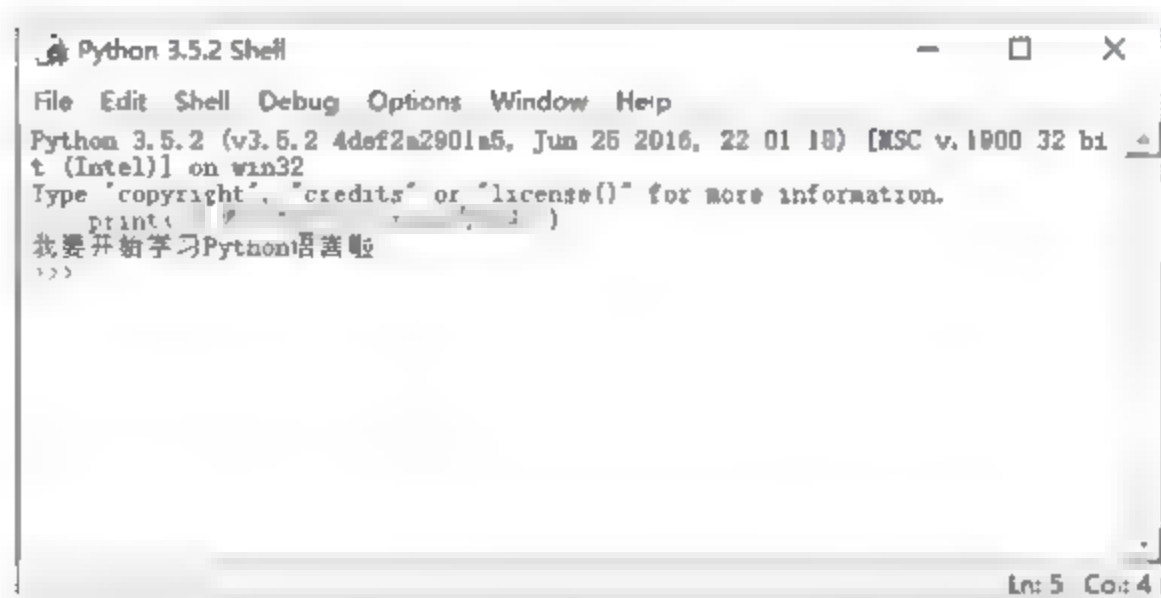 Python 3.5.2 Shell
File Edit Shell Debug Options Window Help
Python 3.5.2 (v3.5.2 4def2a2901a5, Jun 25 2016, 22 01 18) [MSC v.1900 32 bi
t (Intel)] on win32
Type "copyright", "credits" or "license()" for more information.
print( )
我要开始学习Python语言啦
>>>
Ln: 5 Col: 4